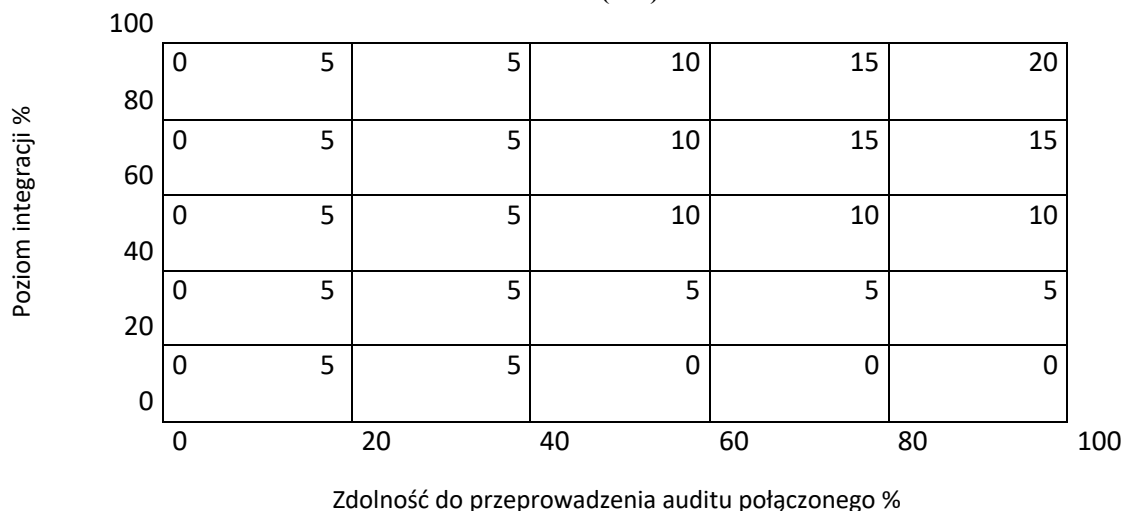 100
0 5 5 10 15 20
80
0 5 5 10 15 15
60
0 5 5 10 10 10
40
0 5 5 5 5 5
20
0 5 5 0 0 0
0
0 20 40 60 80 100
Poziom integracji %
Zdolność do przeprowadzenia auditu połączonego %